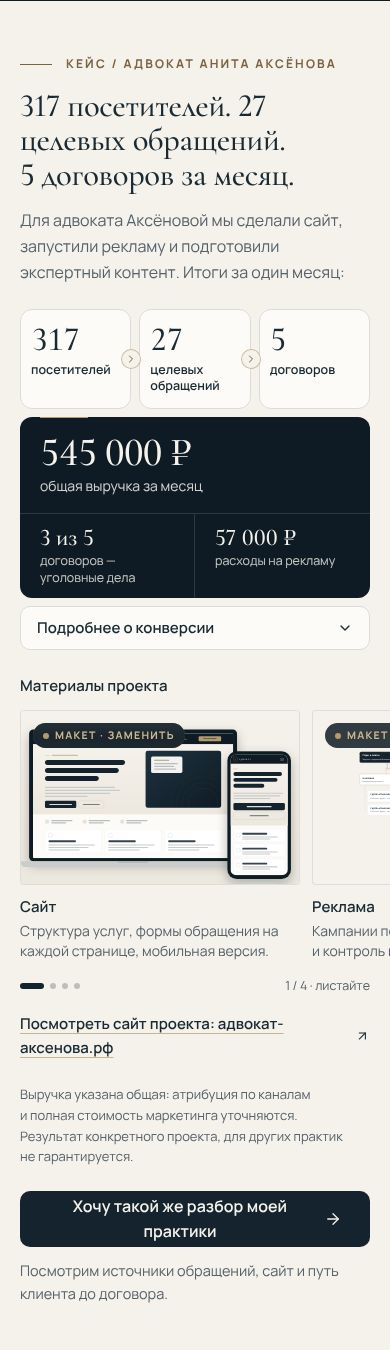 КЕЙС / АДВОКАТ АНИТА АКСЁНОВА
317 посетителей. 27
целевых обращений.
5 договоров за месяц.
Для адвоката Аксёновой мы сделали сайт,
запустили рекламу и подготовили
экспертный контент. Итоги за один месяц:
317
посетителей
27
целевых
обращений
5
договоров
545 000 ₽
общая выручка за месяц
3 из 5
договоров —
уголовные дела
57 000 ₽
расходы на рекламу
Подробнее о конверсии
Материалы проекта
МАКЕТ · ЗАМЕНИТЬ
МАКЕТ
Сайт
Структура услуг, формы обращения на
каждой странице, мобильная версия.
Реклама
Кампании
и контроль
1 / 4 · листайте
Посмотреть сайт проекта: адвокат-
аксенова.рф
Выручка указана общая: атрибуция по каналам
и полная стоимость маркетинга уточняются.
Результат конкретного проекта, для других практик
не гарантируется.
Хочу такой же разбор моей
практики
Посмотрим источники обращений, сайт и путь
клиента до договора.